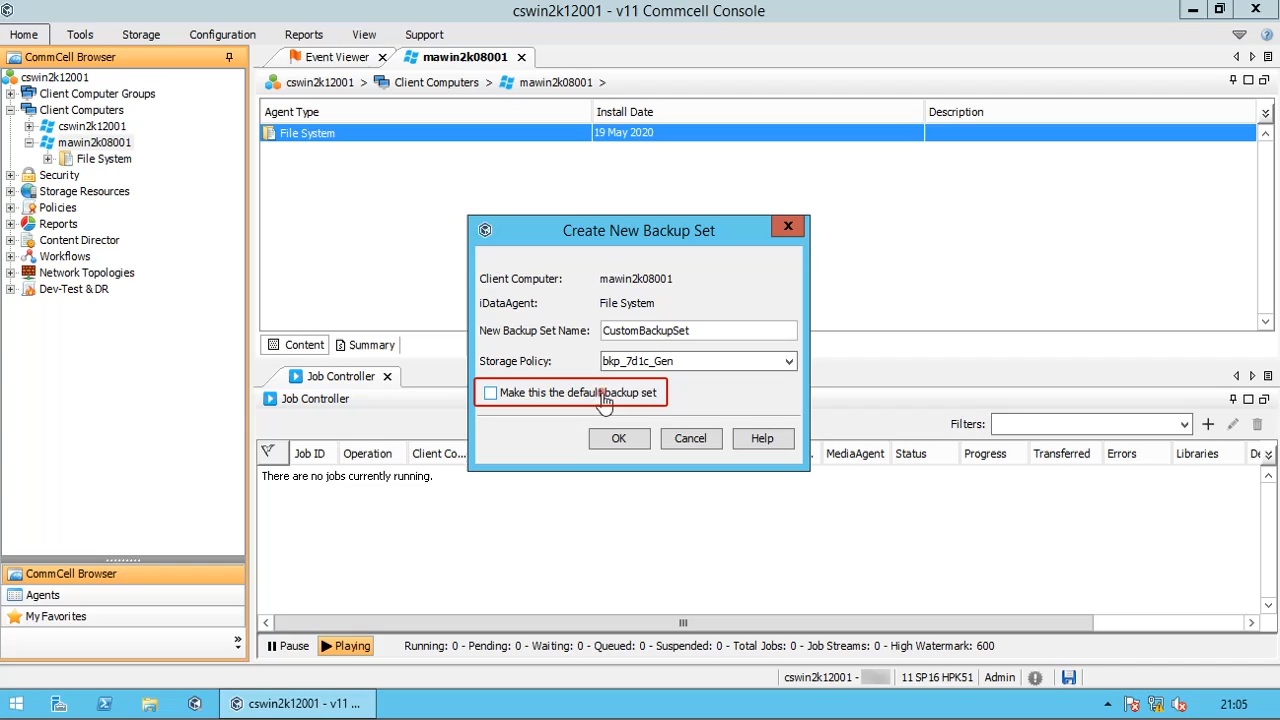 cswin2k12001 - v11 Commcell Console
Home Tools Storage Configuration Reports View Support
CommCell Browser
cswin2k12001
Client Computer Groups
Client Computers
cswin2k12001
mawin2k08001
File System
Security
Storage Resources
Policies
Reports
Content Director
Workflows
Network Topologies
Dev-Test & DR
CommCell Browser
Agents
My Favorites
Event Viewer mawin2k08001
cswin2k12001 > Client Computers > mawin2k08001 >
Agent Type Install Date Description
File System 19 May 2020
Content Summary
Create New Backup Set
Client Computer: mawin2k08001
iDataAgent: File System
New Backup Set Name: CustomBackupSet
Storage Policy: bkp_7d1c_Gen
Make this the default backup set
OK Cancel Help
Job Controller
Job Controller
Filters:
Job ID Operation Client Co... MediaAgent Status Progress Transferred Errors Libraries De
There are no jobs currently running.
Pause Playing Running: 0 - Pending: 0 - Waiting: 0 - Queued: 0 - Suspended: 0 - Total Jobs: 0 - Job Streams: 0 - High Watermark: 600
cswin2k12001 - 11 SP16 HPK51 Admin
cswin2k12001 - v11 ... 21:05